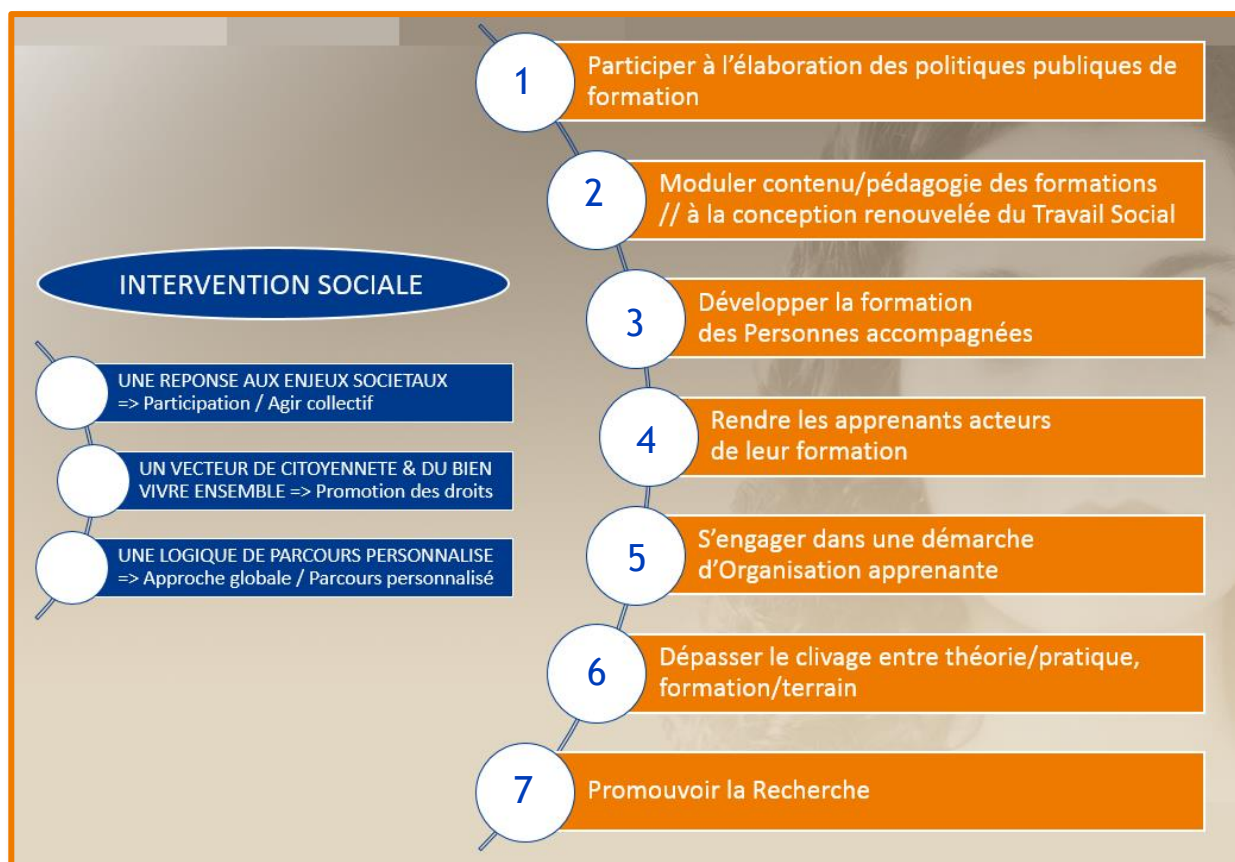 INTERVENTION SOCIALE
UNE REPONSE AUX ENJEUX SOCIETAUX
=> Participation / Agir collectif
UN VECTEUR DE CITOYENNETE & DU BIEN
VIVRE ENSEMBLE => Promotion des droits
UNE LOGIQUE DE PARCOURS PERSONNALISE
=> Approche globale / Parcours personnalisé
1
Participer à l'élaboration des politiques publiques de
formation
2
Moduler contenu/pédagogie des formations
// à la conception renouvelée du Travail Social
3
Développer la formation
des Personnes accompagnées
4
Rendre les apprenants acteurs
de leur formation
5
S'engager dans une démarche
d'Organisation apprenante
6
Dépasser le clivage entre théorie/pratique,
formation/terrain
7
Promouvoir la Recherche